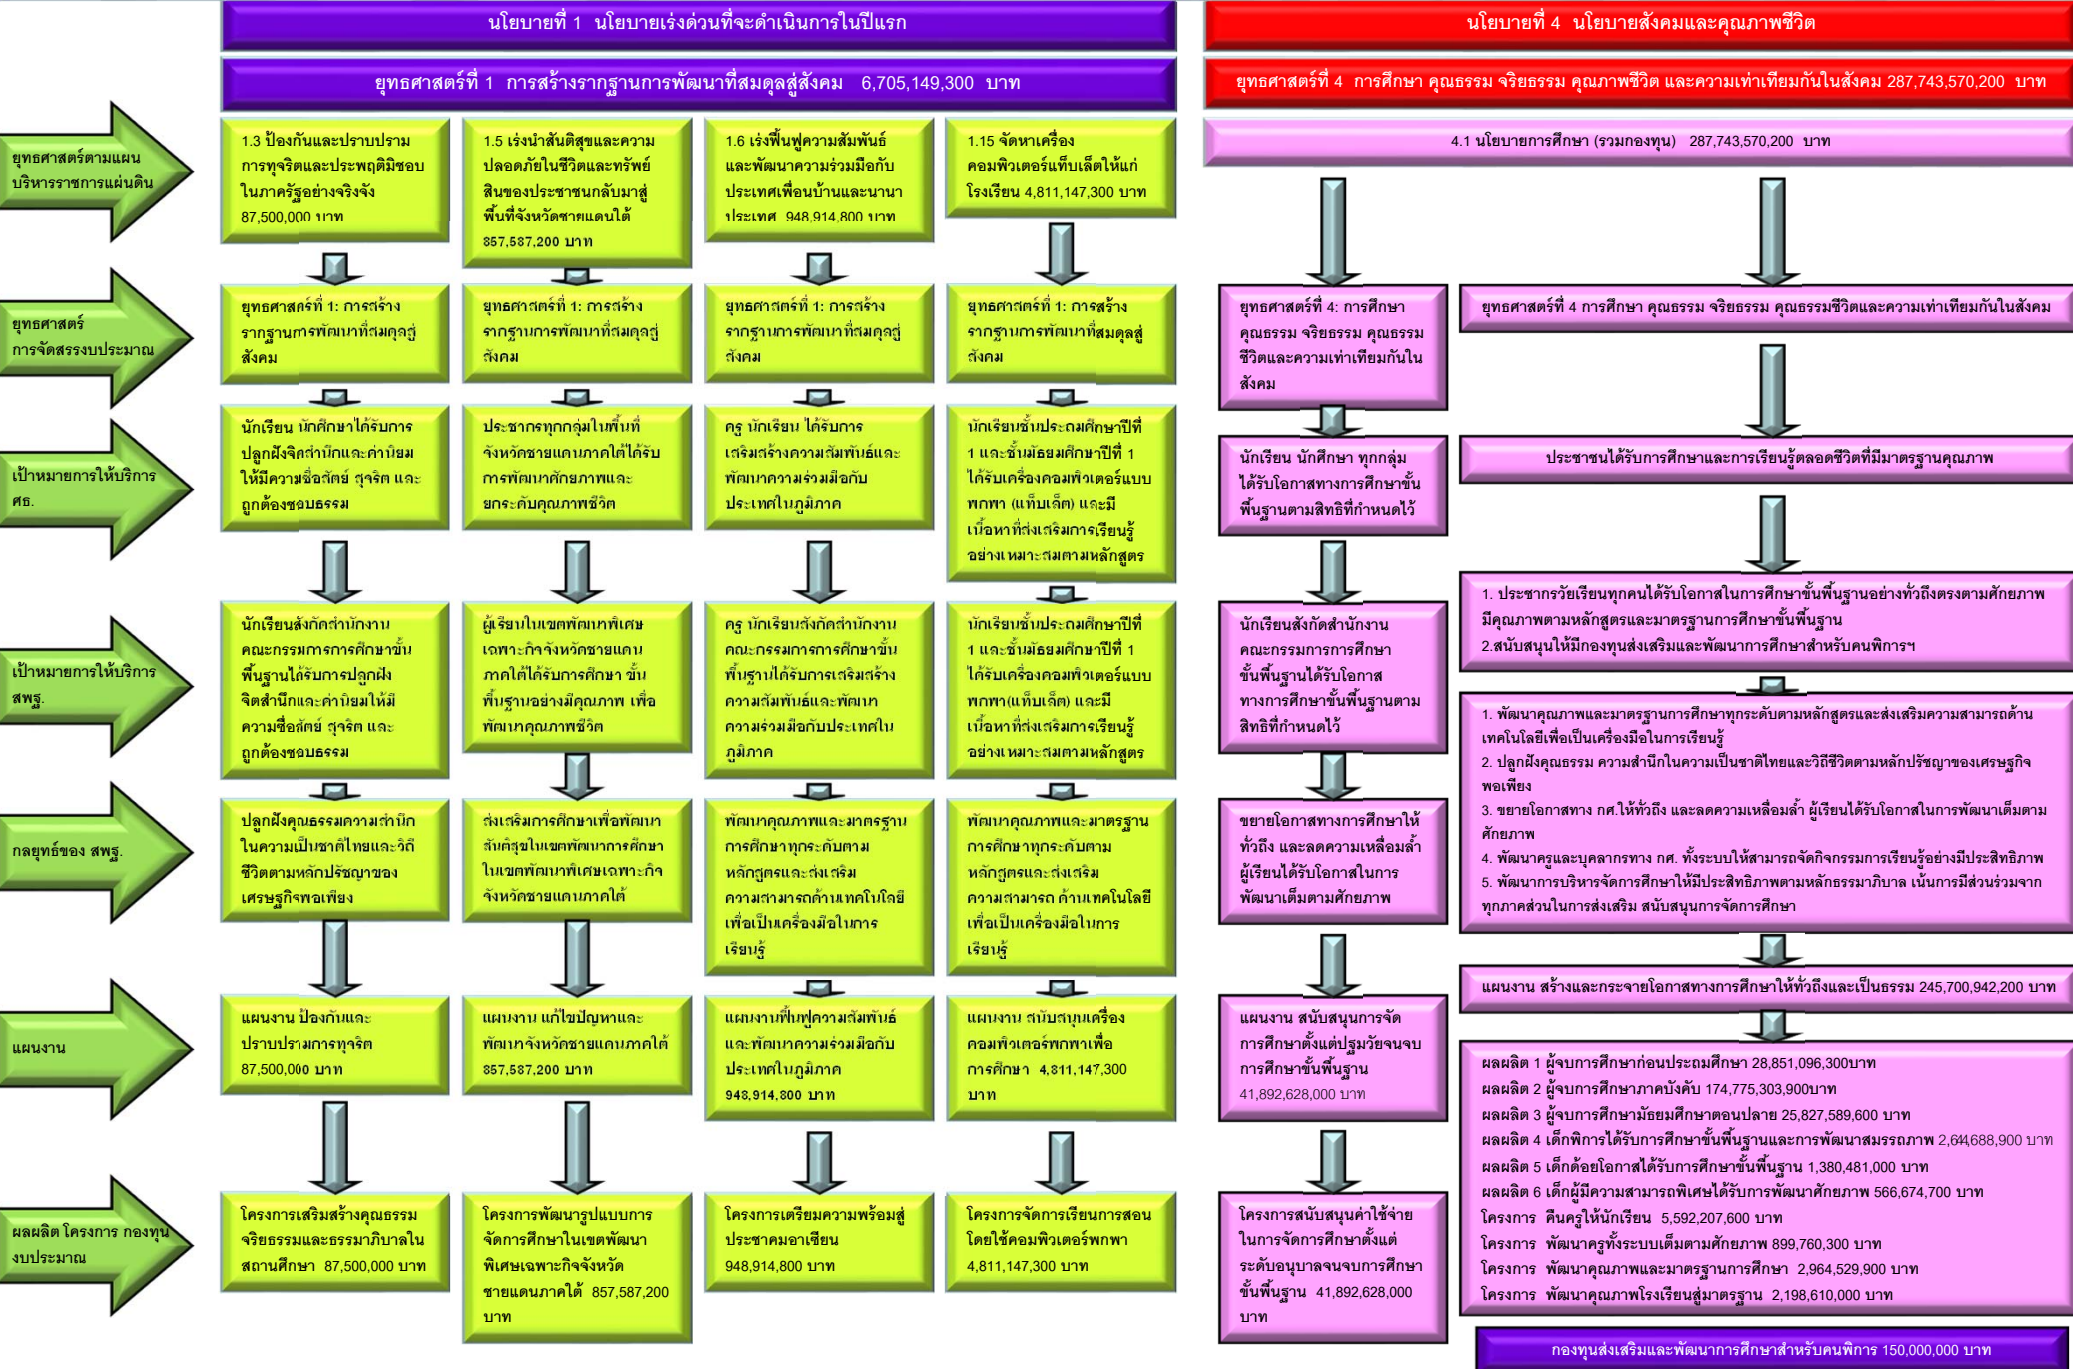 นโยบายที่ 1 นโยบายเร่งด่วนที่จะดำเนินการในปีแรก
ยุทธศาสตร์ที่ 1 การสร้างรากฐานการพัฒนาที่สมดุลสู่สังคม 6,705,149,300 บาท
นโยบายที่ 4 นโยบายสังคมและคุณภาพชีวิต
ยุทธศาสตร์ที่ 4 การศึกษา คุณธรรม จริยธรรม คุณภาพชีวิต และความเท่าเทียมกันในสังคม 287,743,570,200 บาท
ยุทธศาสตร์ตามแผน
บริหารราชการแผ่นดิน
1.3 ป้องกันและปราบปราม
การทุจริตและประพฤติมิชอบ
ในภาครัฐอย่างจริงจัง
87,500,000 บาท
1.5 เร่งนำสันติสุขและความ
ปลอดภัยในชีวิตและทรัพย์
สินของประชาชนกลับมาสู่
พื้นที่จังหวัดชายแดนใต้
857,587,200 บาท
1.6 เร่งฟื้นฟูความสัมพันธ์
และพัฒนาความร่วมมือกับ
ประเทศเพื่อนบ้านและนานา
ประเทศ 948,914,800 บาท
1.15 จัดหาเครื่อง
คอมพิวเตอร์แท็บเล็ตให้แก่
โรงเรียน 4,811,147,300 บาท
4.1 นโยบายการศึกษา (รวมกองทุน) 287,743,570,200 บาท
ยุทธศาสตร์
การจัดสรรงบประมาณ
ยุทธศาสตร์ที่ 1: การสร้าง
รากฐานการพัฒนาที่สมดุลสู่
สังคม
ยุทธศาสตร์ที่ 1: การสร้าง
รากฐานการพัฒนาที่สมดุลสู่
สังคม
ยุทธศาสตร์ที่ 1: การสร้าง
รากฐานการพัฒนาที่สมดุลสู่
สังคม
ยุทธศาสตร์ที่ 1: การสร้าง
รากฐานการพัฒนาที่สมดุลสู่
สังคม
ยุทธศาสตร์ที่ 4: การศึกษา
คุณธรรม จริยธรรม คุณธรรม
ชีวิตและความเท่าเทียมกันใน
สังคม
ยุทธศาสตร์ที่ 4 การศึกษา คุณธรรม จริยธรรม คุณธรรมชีวิตและความเท่าเทียมกันในสังคม
เป้าหมายการให้บริการ
ศธ.
นักเรียน นักศึกษาได้รับการ
ปลูกฝังจิตสำนึกและค่านิยม
ให้มีความซื่อสัตย์ สุจริต และ
ถูกต้องชอบธรรม
ประชากรทุกกลุ่มในพื้นที่
จังหวัดชายแดนภาคใต้ได้รับ
การพัฒนาศักยภาพและ
ยกระดับคุณภาพชีวิต
ครู นักเรียน ได้รับการ
เสริมสร้างความสัมพันธ์และ
พัฒนาความร่วมมือกับ
ประเทศในภูมิภาค
นักเรียนชั้นประถมศึกษาปีที่
1 และชั้นมัธยมศึกษาปีที่ 1
ได้รับเครื่องคอมพิวเตอร์แบบ
พกพา (แท็บเล็ต) และมี
เนื้อหาที่ส่งเสริมการเรียนรู้
อย่างเหมาะสมตามหลักสูตร
นักเรียน นักศึกษา ทุกกลุ่ม
ได้รับโอกาสทางการศึกษาขั้น
พื้นฐานตามสิทธิที่กำหนดไว้
ประชาชนได้รับการศึกษาและการเรียนรู้ตลอดชีวิตที่มีมาตรฐานคุณภาพ
เป้าหมายการให้บริการ
สพฐ.
นักเรียนสังกัดสำนักงาน
คณะกรรมการการศึกษาขั้น
พื้นฐานได้รับการปลูกฝัง
จิตสำนึกและค่านิยมให้มี
ความซื่อสัตย์ สุจริต และ
ถูกต้องชอบธรรม
ผู้เรียนในเขตพัฒนาพิเศษ
เฉพาะกิจจังหวัดชายแดน
ภาคใต้ได้รับการศึกษา ขั้น
พื้นฐานอย่างมีคุณภาพ เพื่อ
พัฒนาคุณภาพชีวิต
ครู นักเรียนสังกัดสำนักงาน
คณะกรรมการการศึกษาขั้น
พื้นฐานได้รับการเสริมสร้าง
ความสัมพันธ์และพัฒนา
ความร่วมมือกับประเทศใน
ภูมิภาค
นักเรียนชั้นประถมศึกษาปีที่
1 และชั้นมัธยมศึกษาปีที่ 1
ได้รับเครื่องคอมพิวเตอร์แบบ
พกพา(แท็บเล็ต) และมี
เนื้อหาที่ส่งเสริมการเรียนรู้
อย่างเหมาะสมตามหลักสูตร
นักเรียนสังกัดสำนักงาน
คณะกรรมการการศึกษา
ขั้นพื้นฐานได้รับโอกาส
ทางการศึกษาขั้นพื้นฐานตาม
สิทธิที่กำหนดไว้
1. ประชากรวัยเรียนทุกคนได้รับโอกาสในการศึกษาขั้นพื้นฐานอย่างทั่วถึงตรงตามศักยภาพ
มีคุณภาพตามหลักสูตรและมาตรฐานการศึกษาขั้นพื้นฐาน
2.สนับสนุนให้มีกองทุนส่งเสริมและพัฒนาการศึกษาสำหรับคนพิการฯ
กลยุทธ์ของ สพฐ.
ปลูกฝังคุณธรรมความสำนึก
ในความเป็นชาติไทยและวิถี
ชีวิตตามหลักปรัชญาของ
เศรษฐกิจพอเพียง
ส่งเสริมการศึกษาเพื่อพัฒนา
สันติสุขในเขตพัฒนาการศึกษา
ในเขตพัฒนาพิเศษเฉพาะกิจ
จังหวัดชายแดนภาคใต้
พัฒนาคุณภาพและมาตรฐาน
การศึกษาทุกระดับตาม
หลักสูตรและส่งเสริม
ความสามารถด้านเทคโนโลยี
เพื่อเป็นเครื่องมือในการ
เรียนรู้
พัฒนาคุณภาพและมาตรฐาน
การศึกษาทุกระดับตาม
หลักสูตรและส่งเสริม
ความสามารถ ด้านเทคโนโลยี
เพื่อเป็นเครื่องมือในการ
เรียนรู้
ขยายโอกาสทางการศึกษาให้
ทั่วถึง และลดความเหลื่อมล้ำ
ผู้เรียนได้รับโอกาสในการ
พัฒนาเต็มตามศักยภาพ
1. พัฒนาคุณภาพและมาตรฐานการศึกษาทุกระดับตามหลักสูตรและส่งเสริมความสามารถด้าน
เทคโนโลยีเพื่อเป็นเครื่องมือในการเรียนรู้
2. ปลูกฝังคุณธรรม ความสำนึกในความเป็นชาติไทยและวิถีชีวิตตามหลักปรัชญาของเศรษฐกิจ
พอเพียง
3. ขยายโอกาสทาง กศ.ให้ทั่วถึง และลดความเหลื่อมล้ำ ผู้เรียนได้รับโอกาสในการพัฒนาเต็มตาม
ศักยภาพ
4. พัฒนาครูและบุคลากรทาง กศ. ทั้งระบบให้สามารถจัดกิจกรรมการเรียนรู้อย่างมีประสิทธิภาพ
5. พัฒนาการบริหารจัดการศึกษาให้มีประสิทธิภาพตามหลักธรรมาภิบาล เน้นการมีส่วนร่วมจาก
ทุกภาคส่วนในการส่งเสริม สนับสนุนการจัดการศึกษา
แผนงาน
แผนงาน ป้องกันและ
ปราบปรามการทุจริต
87,500,000 บาท
แผนงาน แก้ไขปัญหาและ
พัฒนาจังหวัดชายแดนภาคใต้
857,587,200 บาท
แผนงานฟื้นฟูความสัมพันธ์
และพัฒนาความร่วมมือกับ
ประเทศในภูมิภาค
948,914,800 บาท
แผนงาน สนับสนุนเครื่อง
คอมพิวเตอร์พกพาเพื่อ
การศึกษา 4,811,147,300
บาท
แผนงาน สนับสนุนการจัด
การศึกษาตั้งแต่ปฐมวัยจนจบ
การศึกษาขั้นพื้นฐาน
41,892,628,000 บาท
แผนงาน สร้างและกระจายโอกาสทางการศึกษาให้ทั่วถึงและเป็นธรรม 245,700,942,200 บาท
ผลผลิต โครงการ กองทุน
งบประมาณ
โครงการเสริมสร้างคุณธรรม
จริยธรรมและธรรมาภิบาลใน
สถานศึกษา 87,500,000 บาท
โครงการพัฒนารูปแบบการ
จัดการศึกษาในเขตพัฒนา
พิเศษเฉพาะกิจจังหวัด
ชายแดนภาคใต้ 857,587,200
บาท
โครงการเตรียมความพร้อมสู่
ประชาคมอาเซียน
948,914,800 บาท
โครงการจัดการเรียนการสอน
โดยใช้คอมพิวเตอร์พกพา
4,811,147,300 บาท
โครงการสนับสนุนค่าใช้จ่าย
ในการจัดการศึกษาตั้งแต่
ระดับอนุบาลจนจบการศึกษา
ขั้นพื้นฐาน 41,892,628,000
บาท
ผลผลิต 1 ผู้จบการศึกษาก่อนประถมศึกษา 28,851,096,300บาท
ผลผลิต 2 ผู้จบการศึกษาภาคบังคับ 174,775,303,900บาท
ผลผลิต 3 ผู้จบการศึกษามัธยมศึกษาตอนปลาย 25,827,589,600 บาท
ผลผลิต 4 เด็กพิการได้รับการศึกษาขั้นพื้นฐานและการพัฒนาสมรรถภาพ 2,644,688,900 บาท
ผลผลิต 5 เด็กด้อยโอกาสได้รับการศึกษาขั้นพื้นฐาน 1,380,481,000 บาท
ผลผลิต 6 เด็กผู้มีความสามารถพิเศษได้รับการพัฒนาศักยภาพ 566,674,700 บาท
โครงการ คืนครูให้นักเรียน 5,592,207,600 บาท
โครงการ พัฒนาครูทั้งระบบเต็มตามศักยภาพ 899,760,300 บาท
โครงการ พัฒนาคุณภาพและมาตรฐานการศึกษา 2,964,529,900 บาท
โครงการ พัฒนาคุณภาพโรงเรียนสู่มาตรฐาน 2,198,610,000 บาท
กองทุนส่งเสริมและพัฒนาการศึกษาสำหรับคนพิการ 150,000,000 บาท